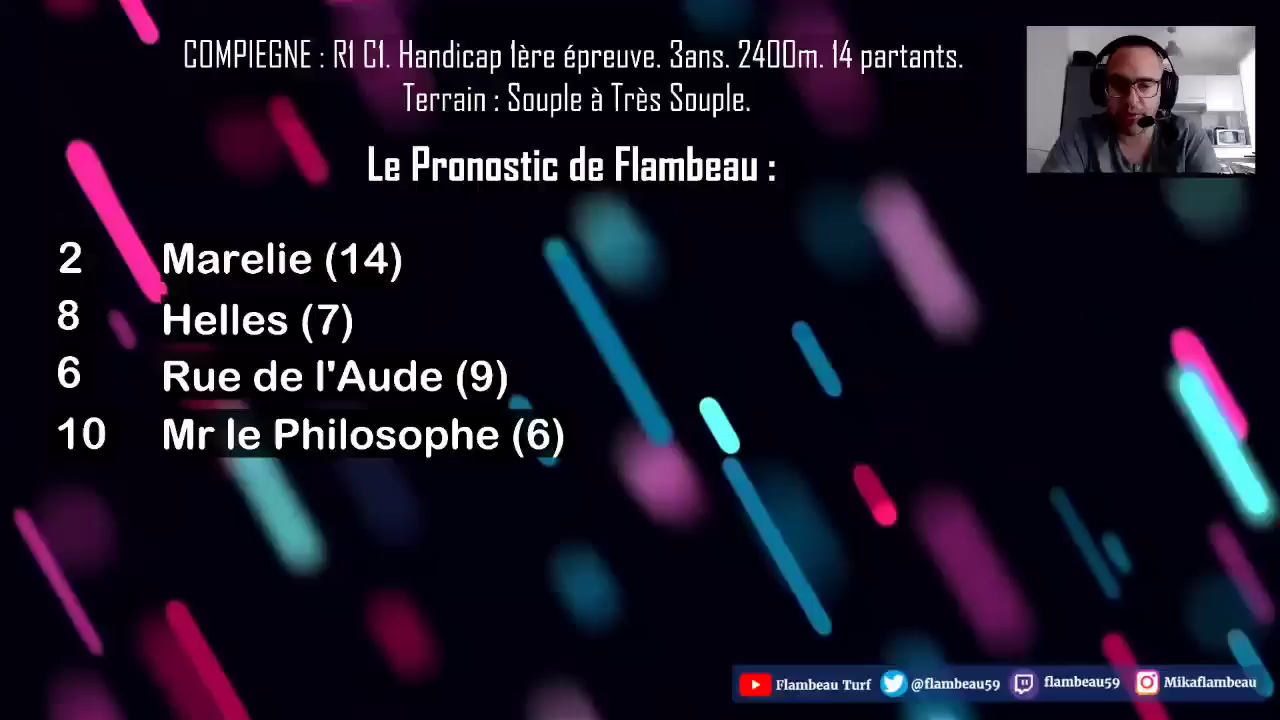 COMPIEGNE : R1 C1. Handicap 1ère épreuve. 3ans. 2400m. 14 partants.
Terrain : Souple à Très Souple.
Le Pronostic de Flambeau :
2 Marelie (14)
8 Helles (7)
6 Rue de l'Aude (9)
10 Mr le Philosophe (6)
Flambeau Turf @flambeau59 flambeau59 Mikaflambeau